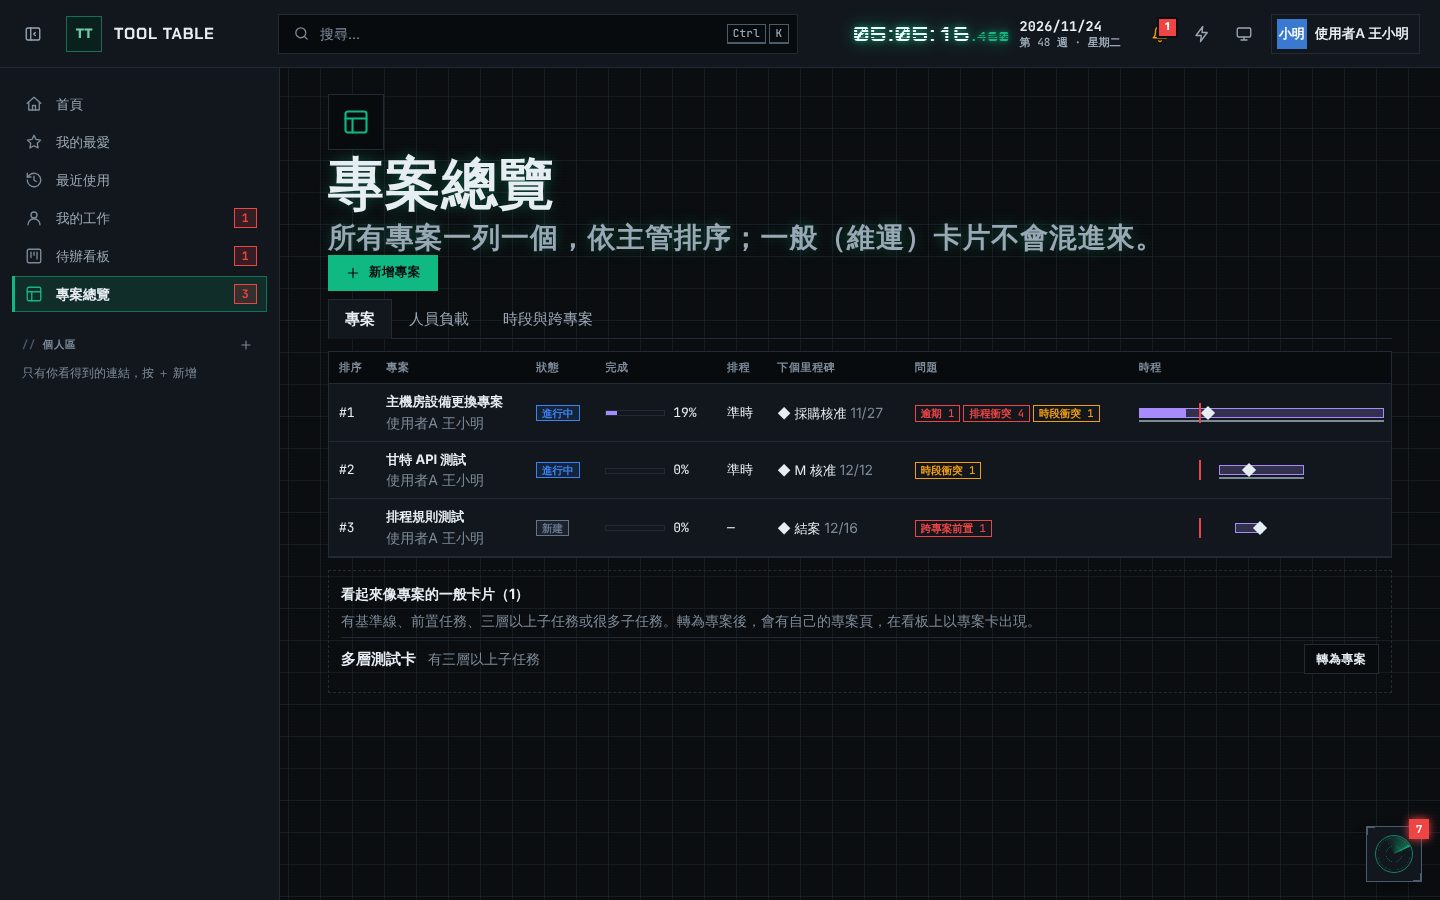 TT TOOL TABLE 搜尋... Ctrl K 05:05:16 2026/11/24 1 小明 使用者A 王小明
第 48 週 · 星期二
首頁
我的最愛
最近使用
我的工作 1
待辦看板 1
專案總覽 3
// 個人區 +
只有你看得到的連結，按 + 新增
專案總覽
所有專案一列一個，依主管排序；一般（維運）卡片不會混進來。
+ 新增專案
專案 人員負載 時段與跨專案
排序 專案 狀態 完成 排程 下個里程碑 問題 時程
#1 主機房設備更換專案 進行中 19% 準時 ◆ 採購核准 11/27 逾期 1 排程衝突 4 時段衝突 1
使用者A 王小明
#2 甘特 API 測試 進行中 0% 準時 ◆ M 核准 12/12 時段衝突 1
使用者A 王小明
#3 排程規則測試 新建 0% — ◆ 結案 12/16 跨專案前置 1
使用者A 王小明
看起來像專案的一般卡片（1）
有基準線、前置任務、三層以上子任務或很多子任務。轉為專案後，會有自己的專案頁，在看板上以專案卡出現。
多層測試卡 有三層以上子任務 轉為專案
7